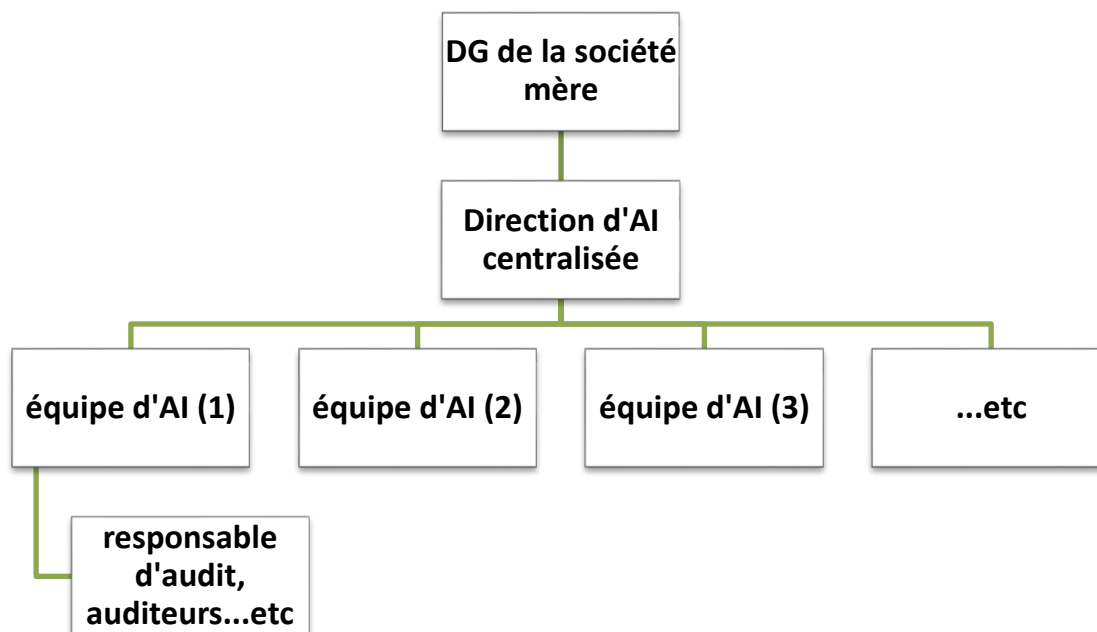 DG de la société
mère
Direction d'AI
centralisée
équipe d'AI (1)
équipe d'AI (2)
équipe d'AI (3)
...etc
responsable
d'audit,
auditeurs...etc